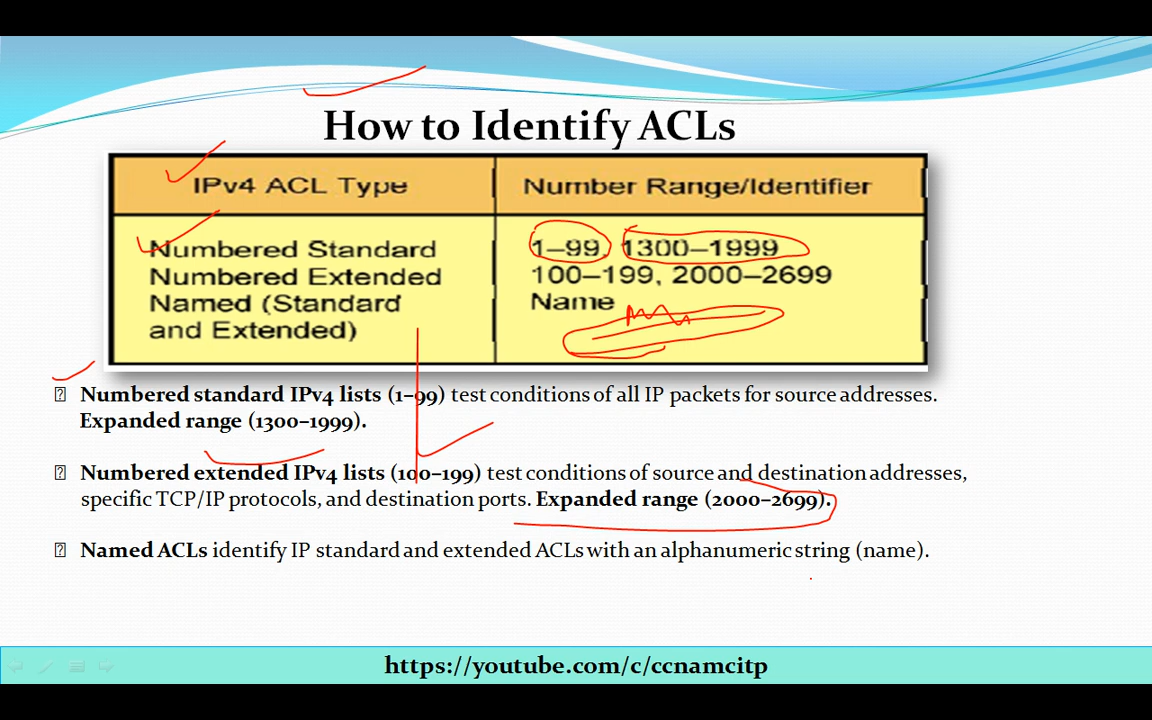 How to Identify ACLs
IPv4 ACL Type
Number Range/Identifier
Numbered Standard
1–99, 1300–1999
Numbered Extended
100–199, 2000–2699
Named (Standard
Name
and Extended)
Numbered standard IPv4 lists (1–99) test conditions of all IP packets for source addresses.
Expanded range (1300–1999).
Numbered extended IPv4 lists (100–199) test conditions of source and destination addresses,
specific TCP/IP protocols, and destination ports. Expanded range (2000–2699).
Named ACLs identify IP standard and extended ACLs with an alphanumeric string (name).
https://youtube.com/c/ccnamcitp